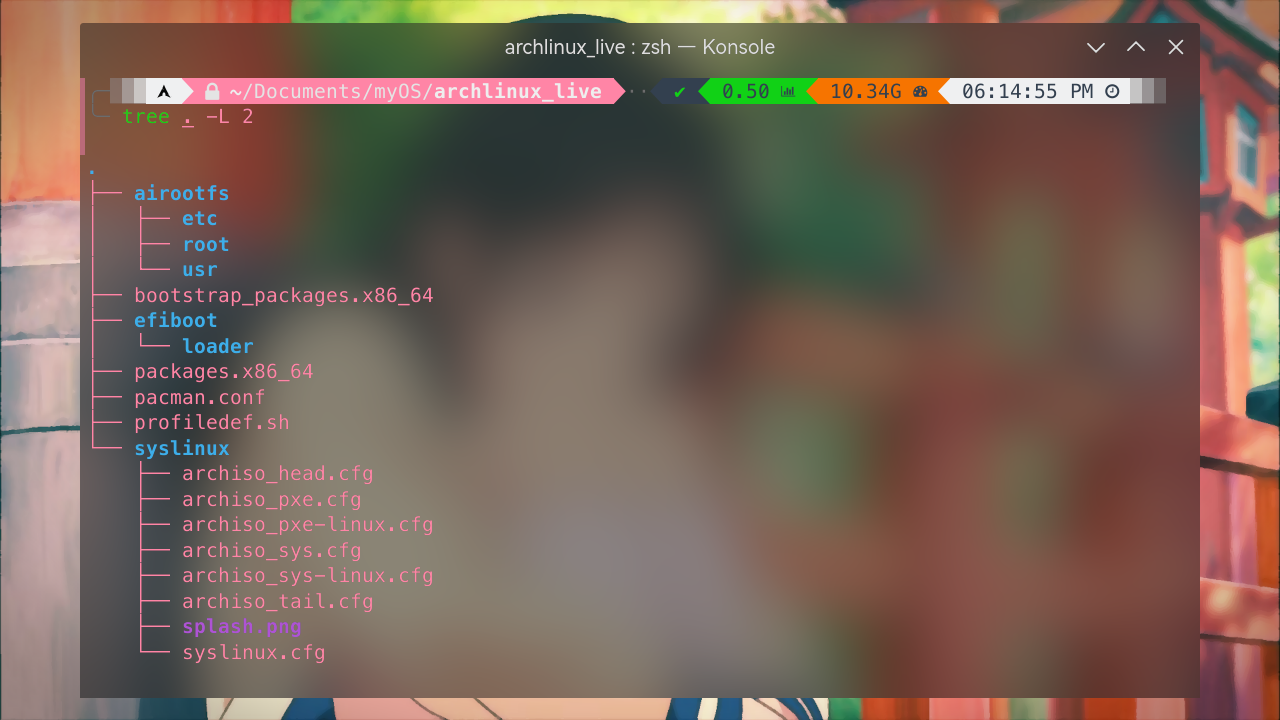 archlinux_live : zsh — Konsole
~/Documents/myOS/archlinux_live ·· ✔ 0.50 10.34G 06:14:55 PM
tree . -L 2
.
├── airootfs
│   ├── etc
│   ├── root
│   └── usr
├── bootstrap_packages.x86_64
├── efiboot
│   └── loader
├── packages.x86_64
├── pacman.conf
├── profiledef.sh
└── syslinux
    ├── archiso_head.cfg
    ├── archiso_pxe.cfg
    ├── archiso_pxe-linux.cfg
    ├── archiso_sys.cfg
    ├── archiso_sys-linux.cfg
    ├── archiso_tail.cfg
    ├── splash.png
    └── syslinux.cfg